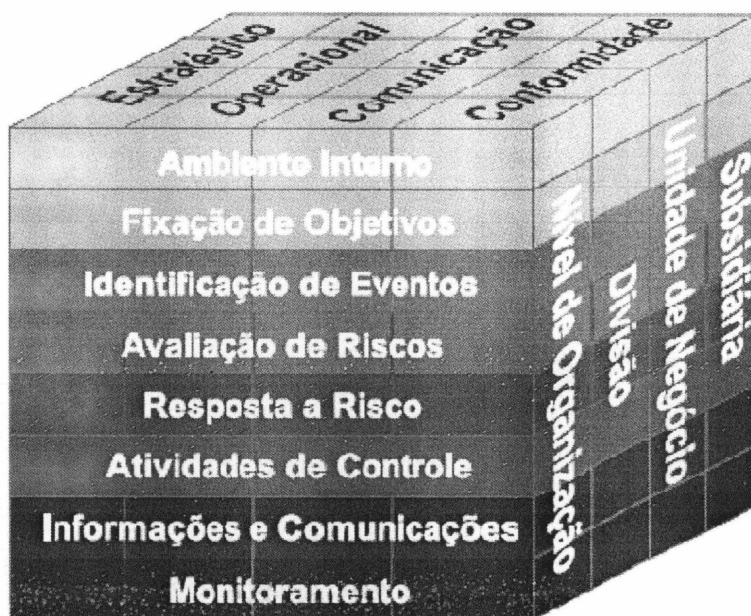 Estratégico
Operacional
Comunicação
Conformidade
Ambiente Interno
Fixação de Objetivos
Identificação de Eventos
Avaliação de Riscos
Resposta a Risco
Atividades de Controle
Informações e Comunicações
Monitoramento
Nível de Organização
Divisão
Unidade de Negócio
Subsidiária